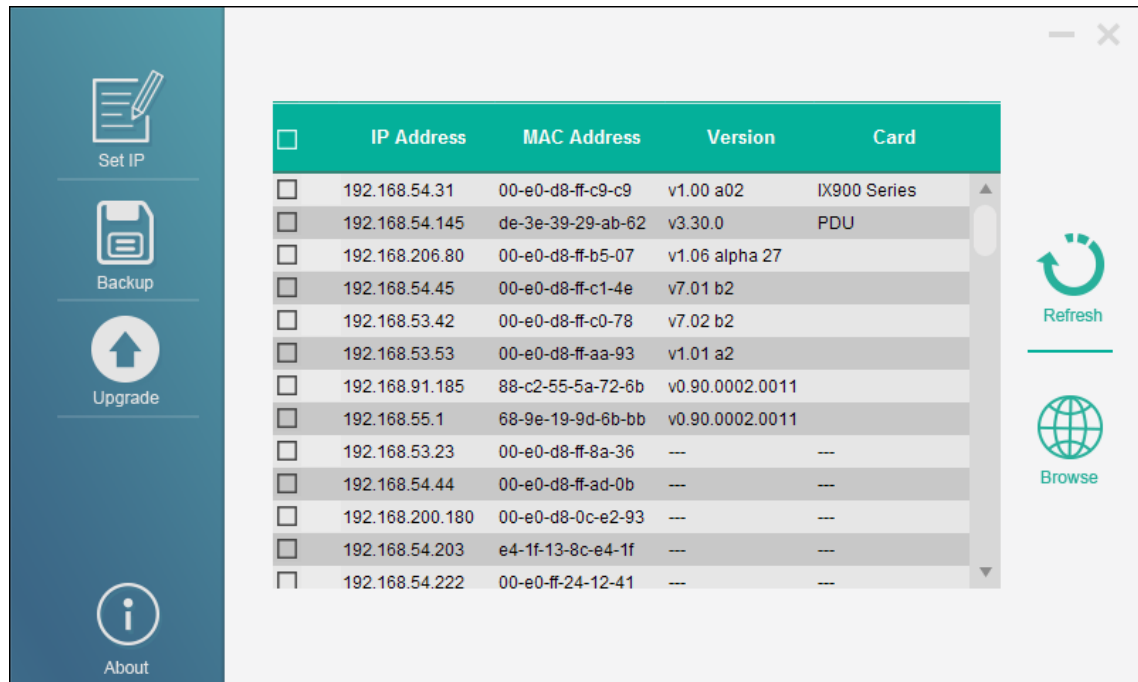 Set IP
Backup
Upgrade
About
IP Address MAC Address Version Card
192.168.54.31 00-e0-d8-ff-c9-c9 v1.00 a02 IX900 Series
192.168.54.145 de-3e-39-29-ab-62 v3.30.0 PDU
192.168.206.80 00-e0-d8-ff-b5-07 v1.06 alpha 27
192.168.54.45 00-e0-d8-ff-c1-4e v7.01 b2
192.168.53.42 00-e0-d8-ff-c0-78 v7.02 b2
192.168.53.53 00-e0-d8-ff-aa-93 v1.01 a2
192.168.91.185 88-c2-55-5a-72-6b v0.90.0002.0011
192.168.55.1 68-9e-19-9d-6b-bb v0.90.0002.0011
192.168.53.23 00-e0-d8-ff-8a-36 --- ---
192.168.54.44 00-e0-d8-ff-ad-0b --- ---
192.168.200.180 00-e0-d8-0c-e2-93 --- ---
192.168.54.203 e4-1f-13-8c-e4-1f --- ---
192.168.54.222 00-e0-ff-24-12-41 --- ---
Refresh
Browse